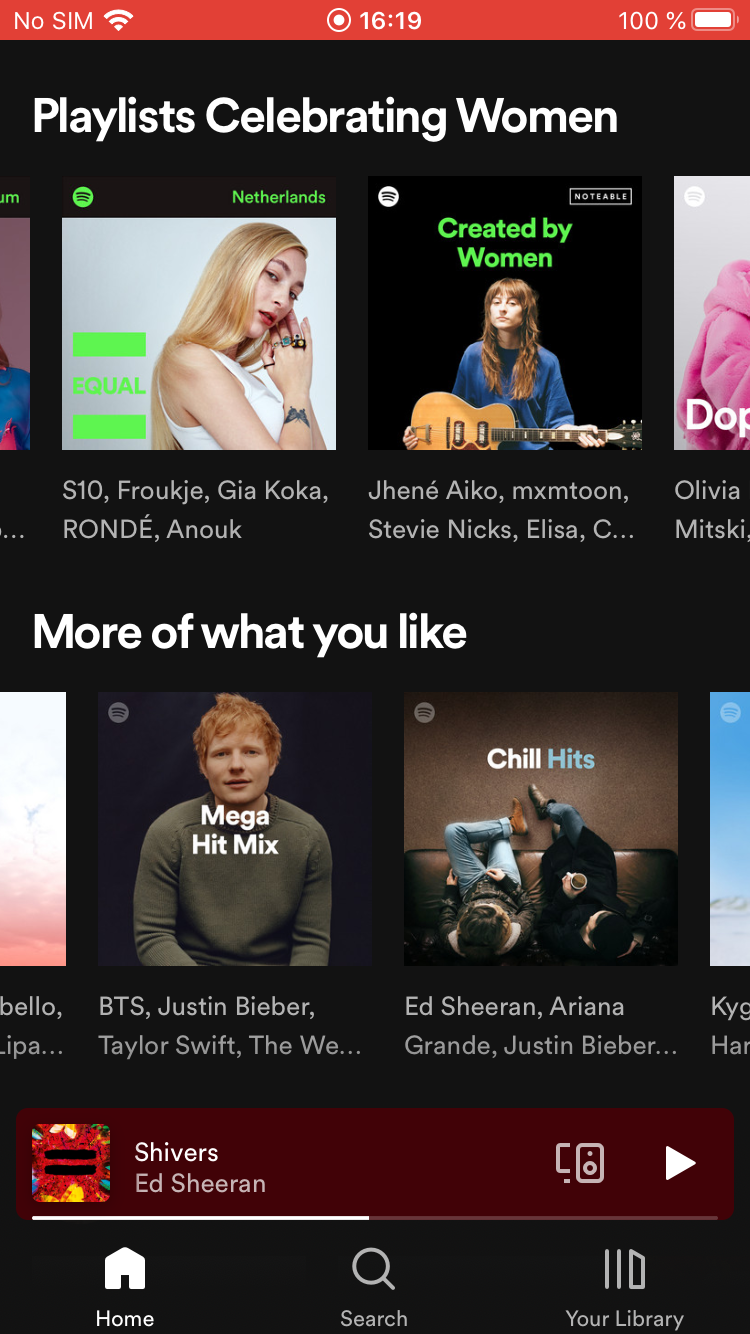 No SIM 16:19 100 %
Playlists Celebrating Women
um
Netherlands
EQUAL
S10, Froukje, Gia Koka,
RONDÉ, Anouk
NOTEABLE
Created by
Women
Jhené Aiko, mxmtoon,
Stevie Nicks, Elisa, C...
Dop
Olivia
Mitski,
More of what you like
bello,
Lipa...
Mega
Hit Mix
BTS, Justin Bieber,
Taylor Swift, The We...
Chill Hits
Ed Sheeran, Ariana
Grande, Justin Bieber...
Kyg
Har
Shivers
Ed Sheeran
Home Search Your Library